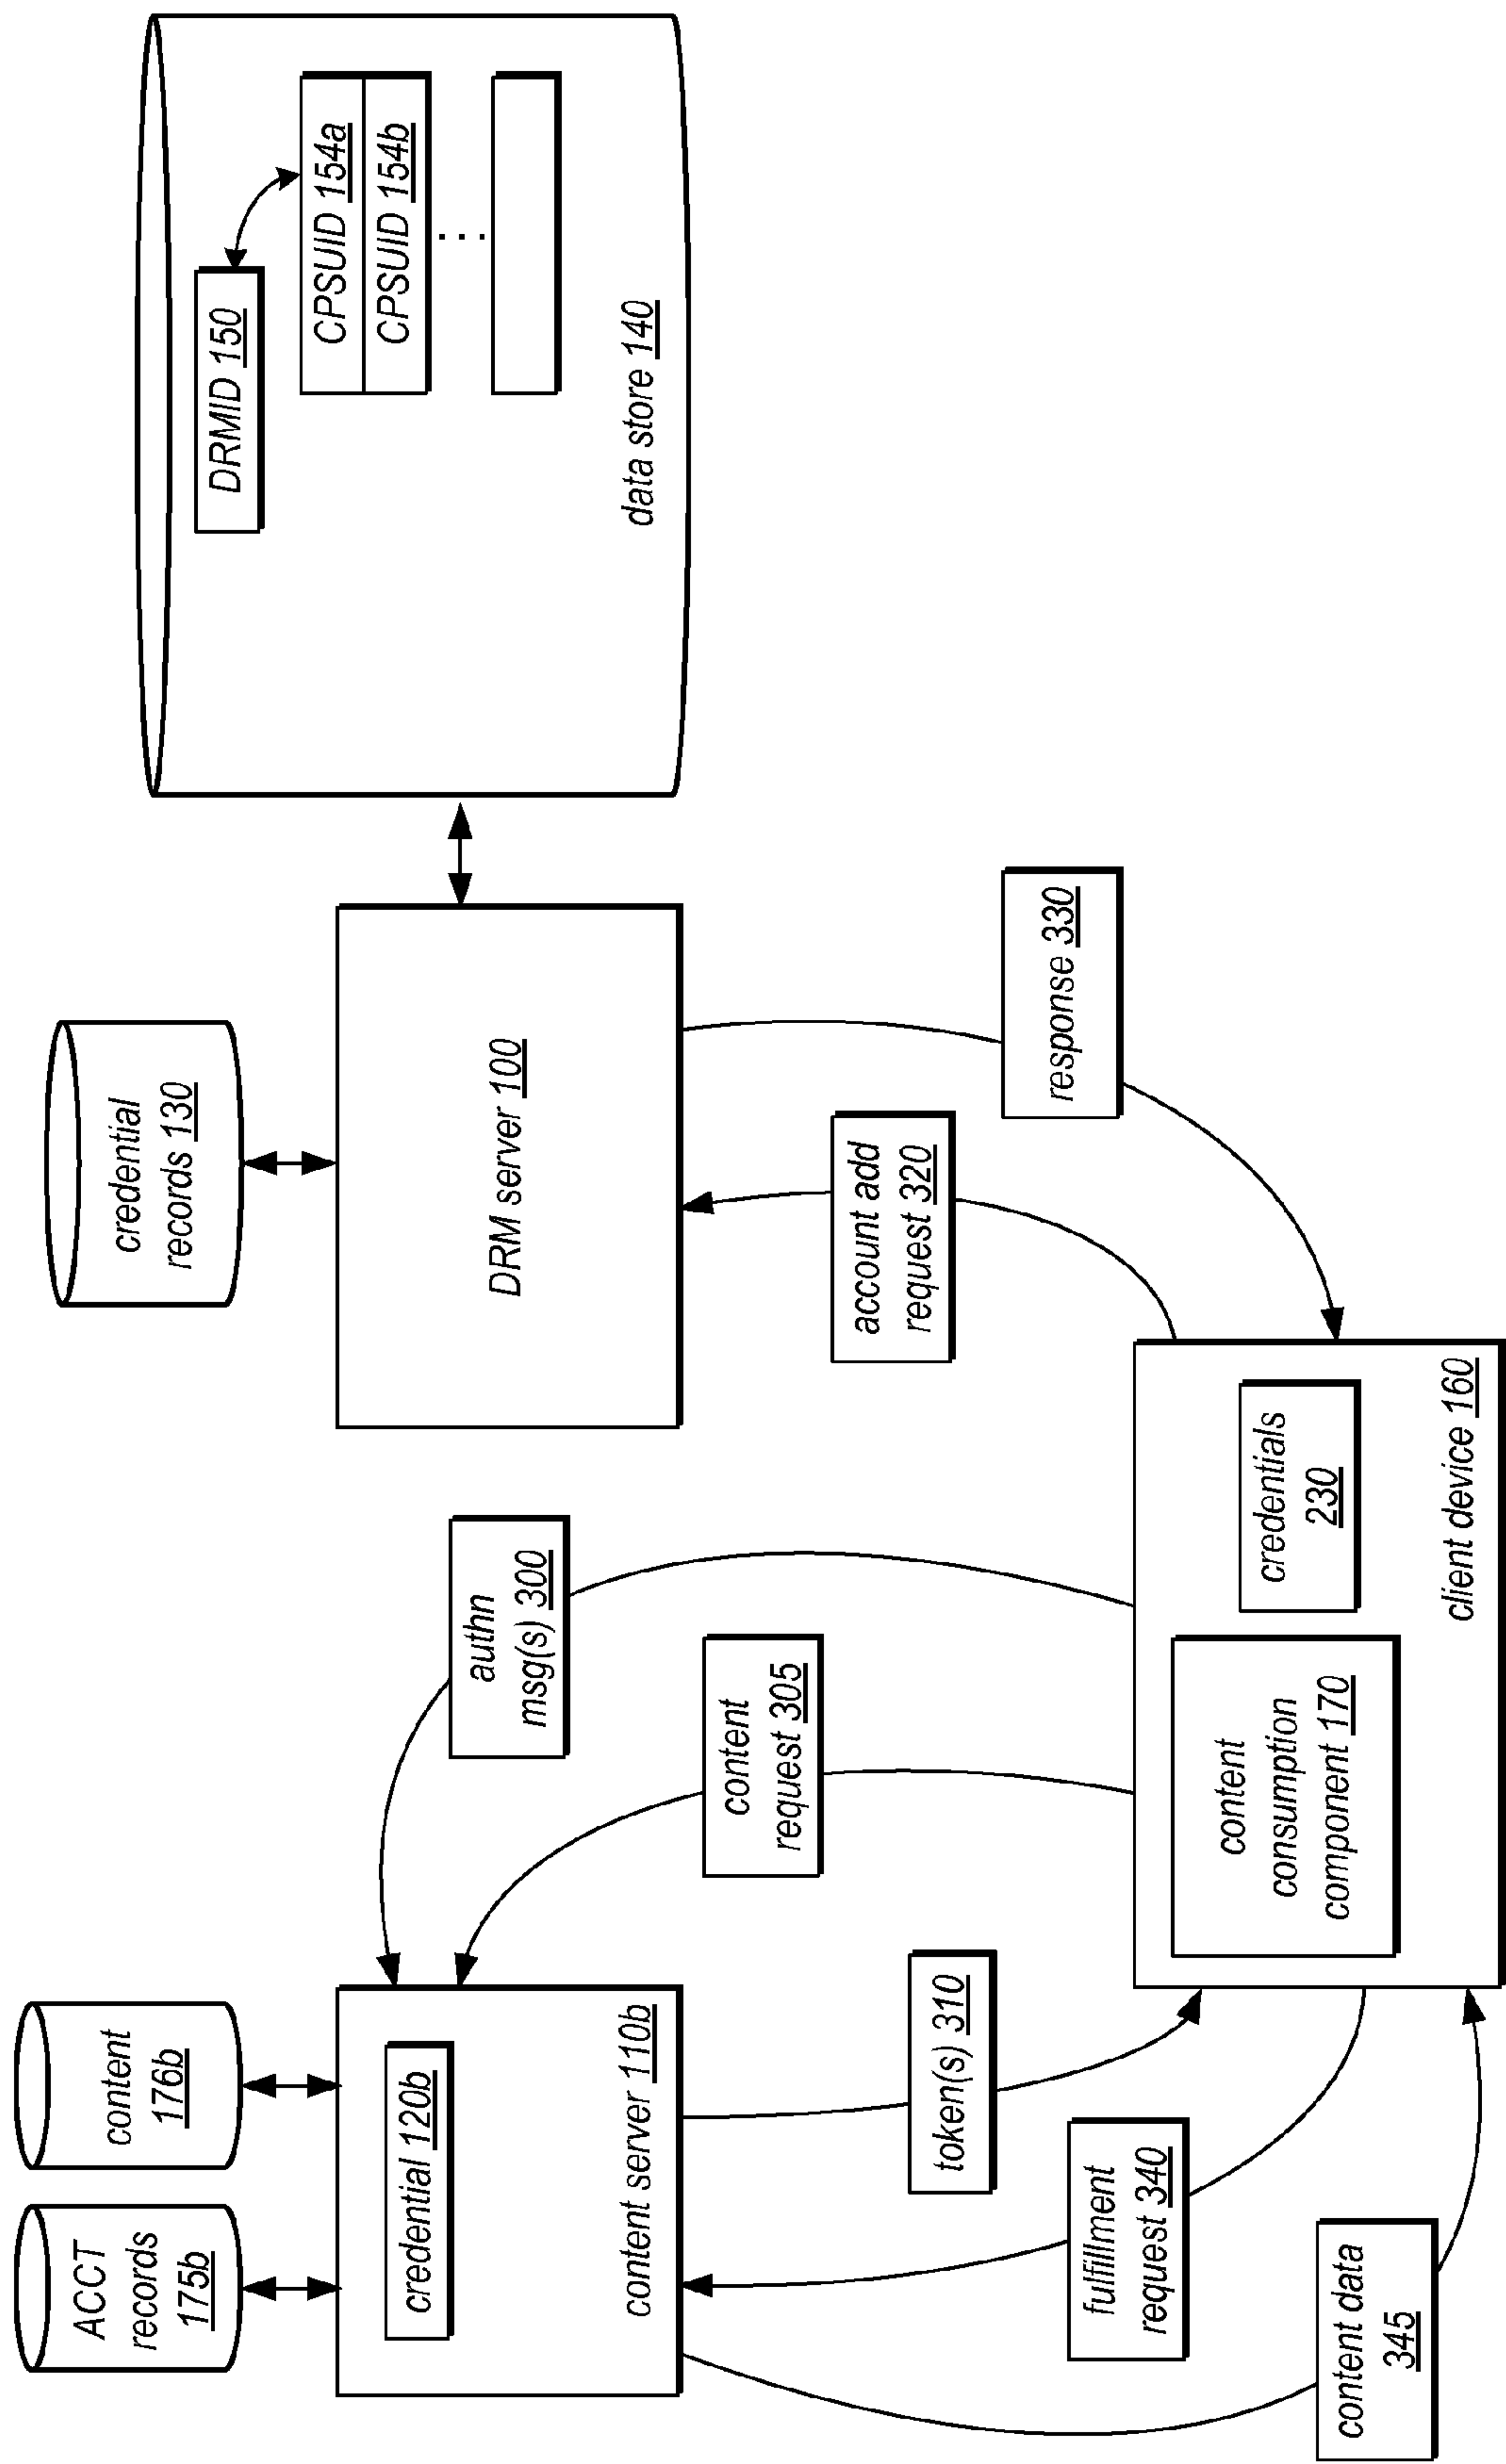 ACCT
records
175b
content
176b
credential
records 130
credential 120b
content server 110b
authn
msg(s) 300
content
request 305
token(s) 310
fulfillment
request 340
content data
345
DRM server 100
account add
request 320
response 330
content
consumption
component 170
credentials
230
client device 160
DRMID 150
CPSUID 154a
CPSUID 154b
...
data store 140